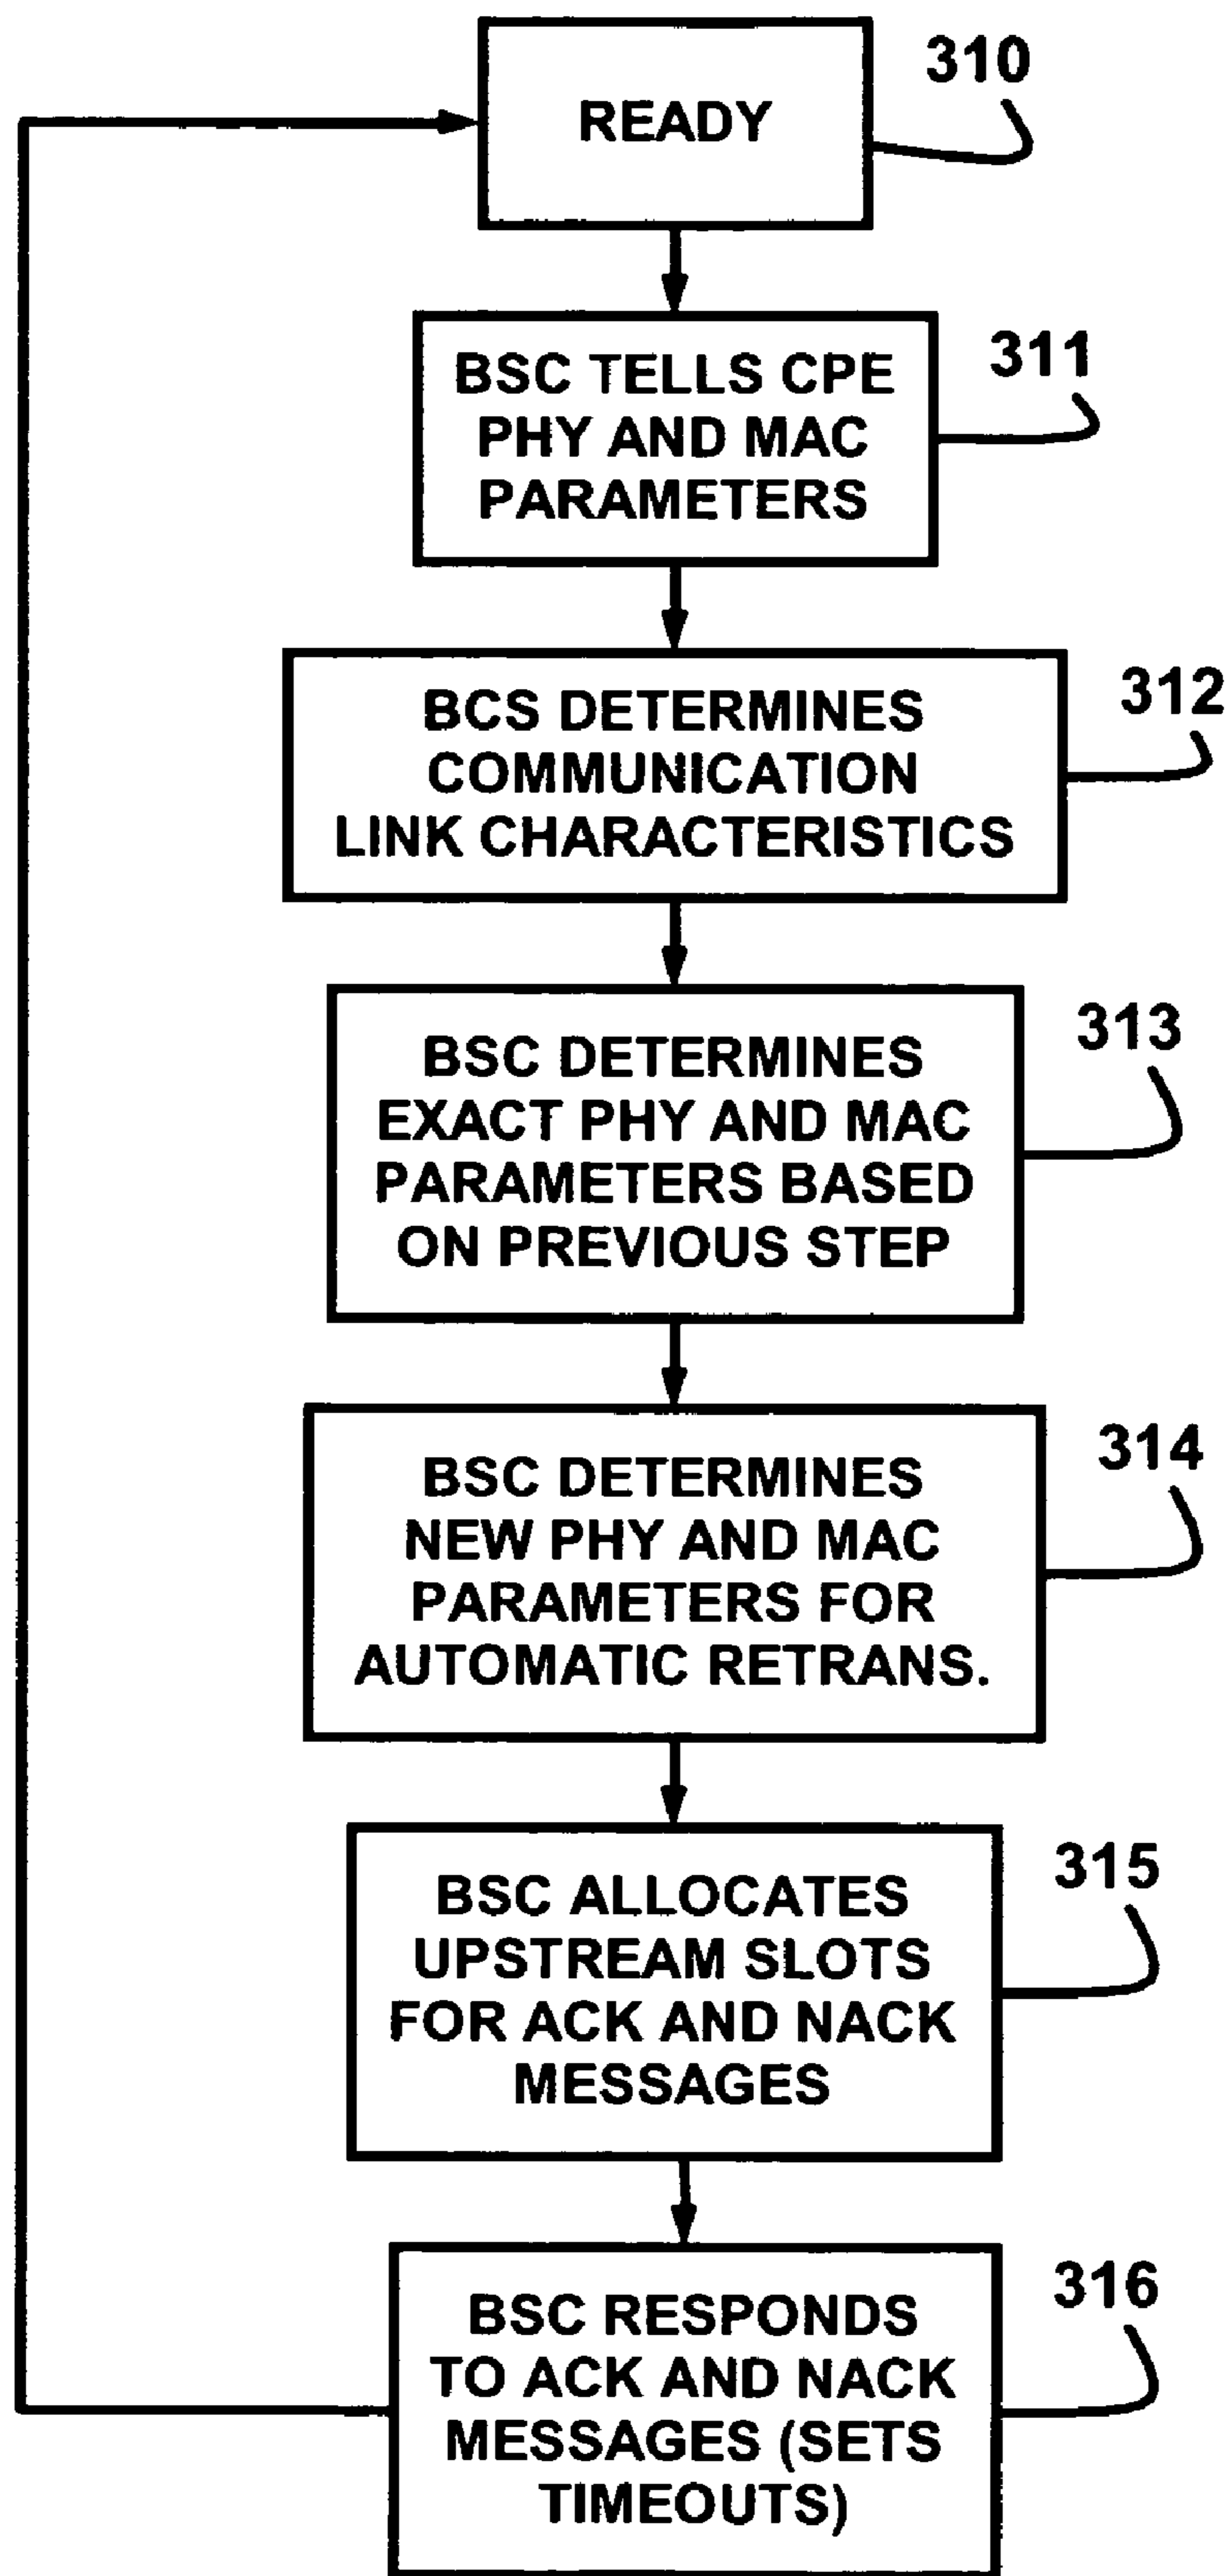 READY
310
BSC TELLS CPE
PHY AND MAC
PARAMETERS
311
BCS DETERMINES
COMMUNICATION
LINK CHARACTERISTICS
312
BSC DETERMINES
EXACT PHY AND MAC
PARAMETERS BASED
ON PREVIOUS STEP
313
BSC DETERMINES
NEW PHY AND MAC
PARAMETERS FOR
AUTOMATIC RETRANS.
314
BSC ALLOCATES
UPSTREAM SLOTS
FOR ACK AND NACK
MESSAGES
315
BSC RESPONDS
TO ACK AND NACK
MESSAGES (SETS
TIMEOUTS)
316